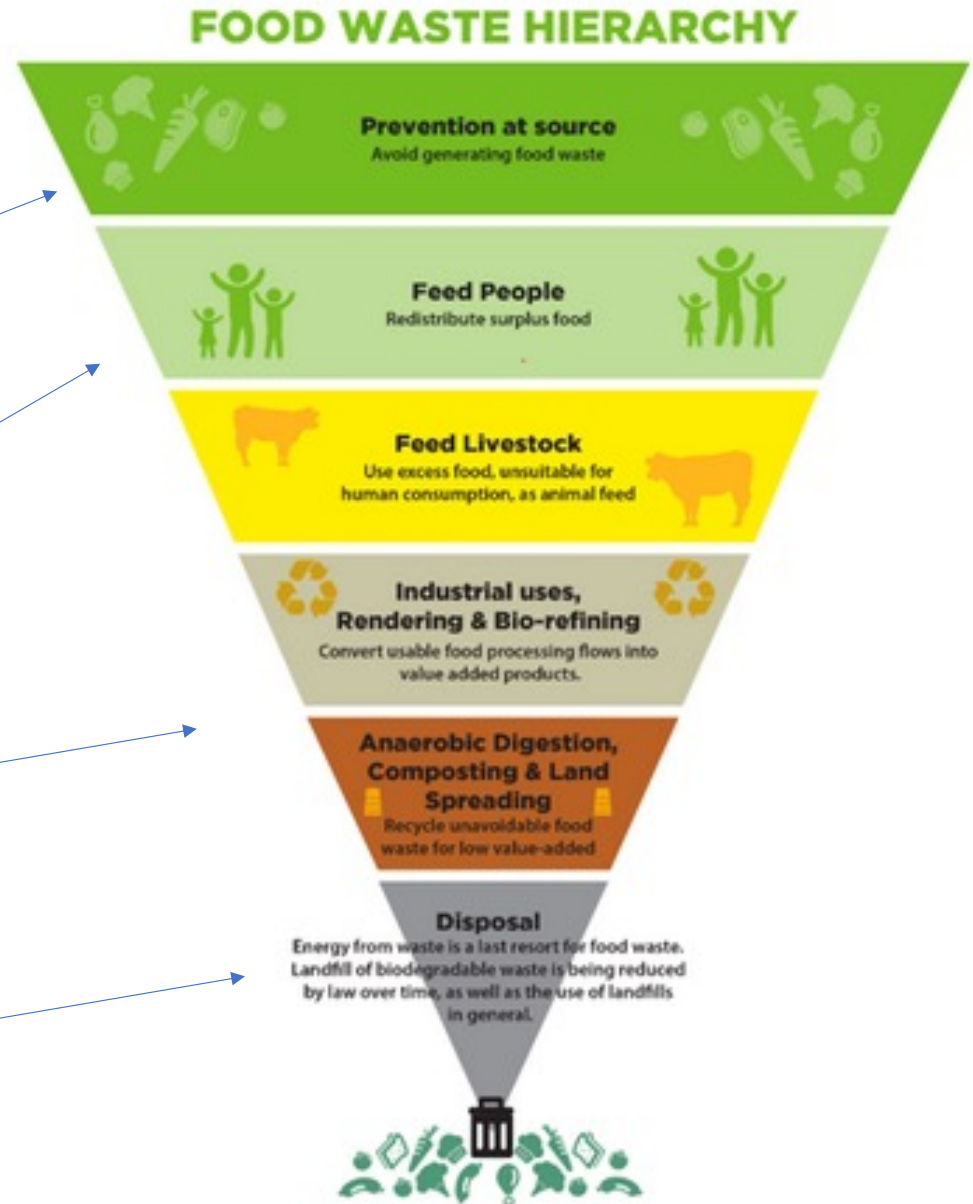 FOOD WASTE HIERARCHY
Prevention at source
Avoid generating food waste
Feed People
Redistribute surplus food
Feed Livestock
Use excess food, unsuitable for
human consumption, as animal feed
Industrial uses,
Rendering & Bio-refining
Convert usable food processing flows into
value added products.
Anaerobic Digestion,
Composting & Land
Spreading
Recycle unavoidable food
waste for low value-added
Disposal
Energy from waste is a last resort for food waste.
Landfill of biodegradable waste is being reduced
by law over time, as well as the use of landfills
in general.